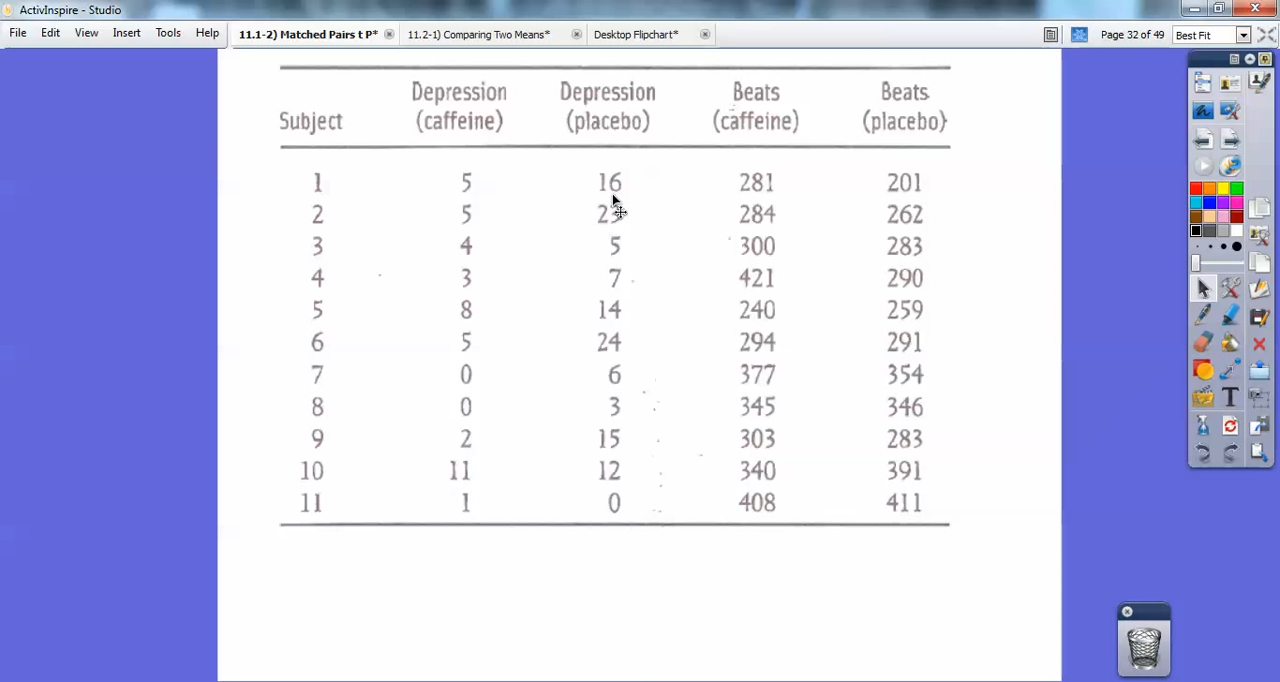 ActivInspire - Studio
File Edit View Insert Tools Help
11.1-2) Matched Pairs t P* 11.2-1) Comparing Two Means* Desktop Flipchart* Page 32 of 49 Best Fit
Depression Depression Beats Beats
Subject (caffeine) (placebo) (caffeine) (placebo)
1 5 16 281 201
2 5 284 262
3 4 5 300 283
4 3 7 421 290
5 8 14 240 259
6 5 24 294 291
7 0 6 377 354
8 0 3 345 346
9 2 15 303 283
10 11 12 340 391
11 1 0 408 411